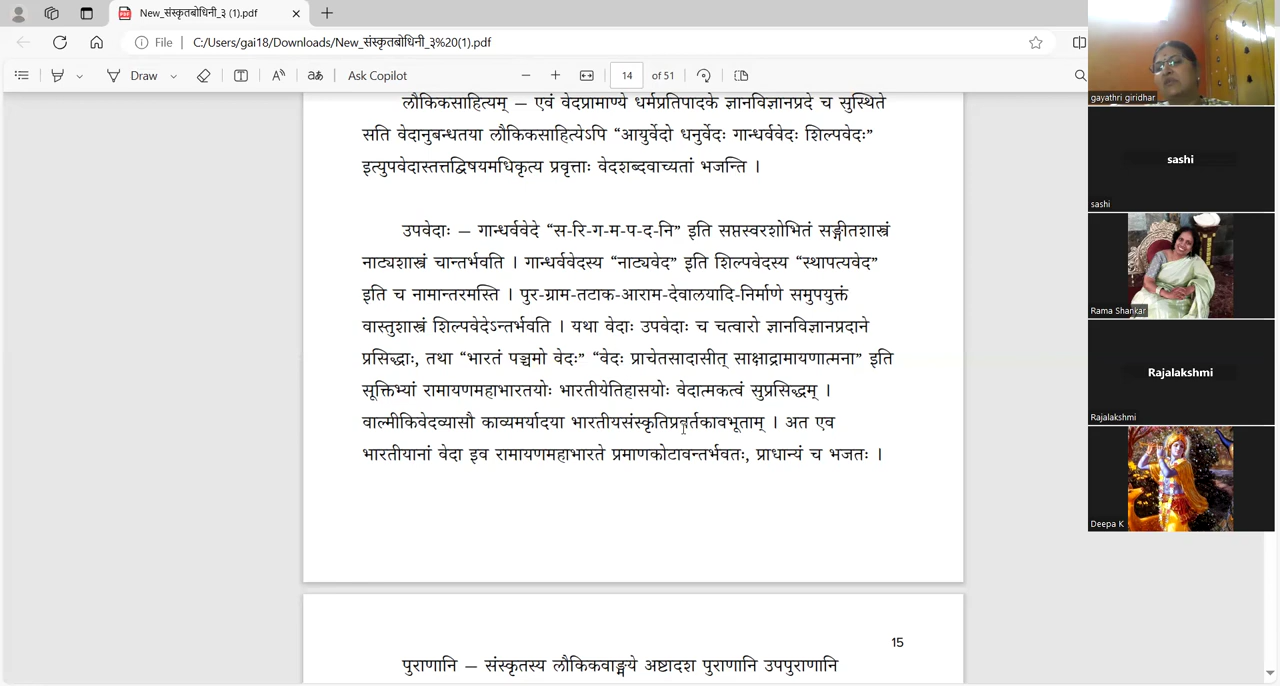 New_संस्कृतबोधिनी_३ (1).pdf
File
C:/Users/gai18/Downloads/New_संस्कृतबोधिनी_३%20(1).pdf
Draw
Ask Copilot
14 of 51
लौकिकसाहित्यम् – एवं वेदप्रामाण्ये धर्मप्रतिपादके ज्ञानविज्ञानप्रदे च सुस्थिते
सति वेदानुबन्धतया लौकिकसाहित्येऽपि “आयुर्वेदो धनुर्वेदः गान्धर्ववेदः शिल्पवेदः”
इत्युपवेदास्तत्तद्विषयमधिकृत्य प्रवृत्ताः वेदशब्दवाच्यतां भजन्ति ।
उपवेदाः – गान्धर्ववेदे “स-रि-ग-म-प-द-नि” इति सप्तस्वरशोभितं सङ्गीतशास्त्रं
नाट्यशास्त्रं चान्तर्भवति । गान्धर्ववेदस्य “नाट्यवेद” इति शिल्पवेदस्य “स्थापत्यवेद”
इति च नामान्तरमस्ति । पुर-ग्राम-तटाक-आराम-देवालयादि-निर्माणे समुपयुक्तं
वास्तुशास्त्रं शिल्पवेदेऽन्तर्भवति । यथा वेदाः उपवेदाः च चत्वारो ज्ञानविज्ञानप्रदाने
प्रसिद्धाः, तथा “भारतं पञ्चमो वेदः” “वेदः प्राचेतसादासीत् साक्षाद्रामायणात्मना” इति
सूक्तिभ्यां रामायणमहाभारतयोः भारतीयेतिहासयोः वेदात्मकत्वं सुप्रसिद्धम् ।
वाल्मीकिवेदव्यासौ काव्यमर्यादया भारतीयसंस्कृतिप्रवर्तकावभूताम् । अत एव
भारतीयानां वेदा इव रामायणमहाभारते प्रमाणकोटावन्तर्भवतः, प्राधान्यं च भजतः ।
15
पुराणानि – संस्कृतस्य लौकिकवाङ्मये अष्टादश पुराणानि उपपुराणानि
gayathri giridhar
sashi
sashi
Rama Shankar
Rajalakshmi
Rajalakshmi
Deepa K